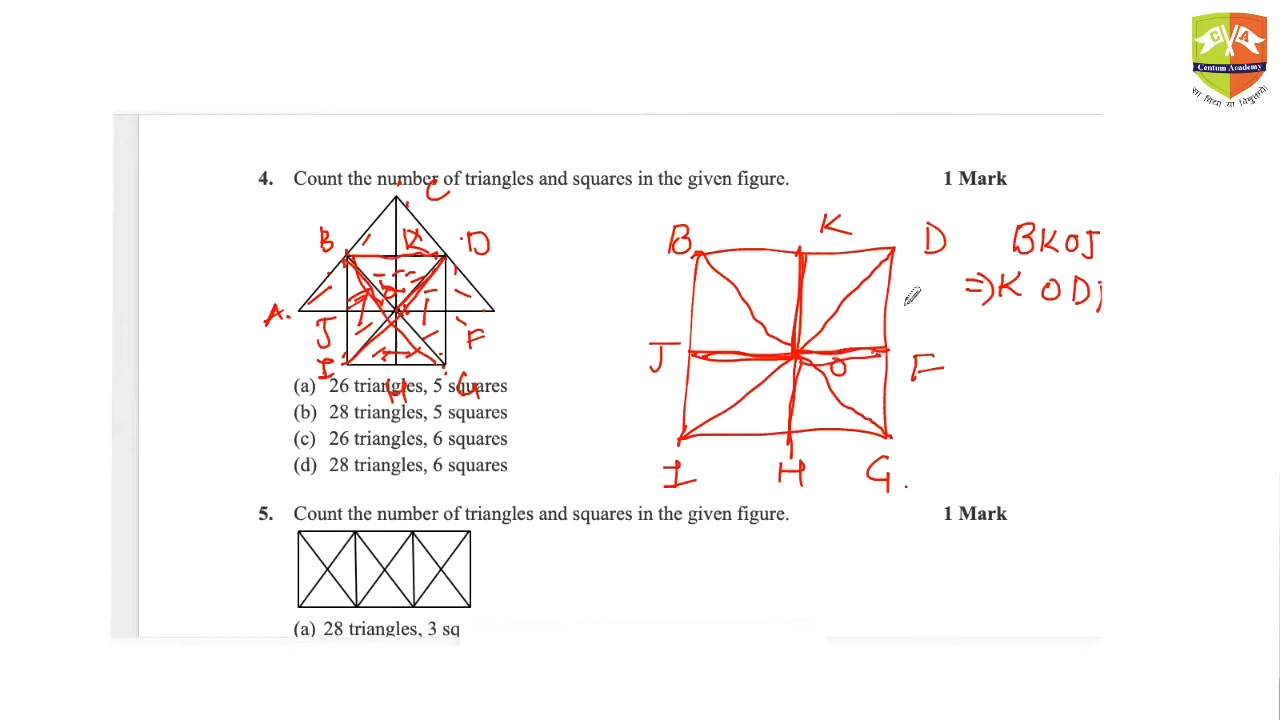 C A
Centum Academy
सा विद्या या विमुक्तये
4. Count the number of triangles and squares in the given figure. 1 Mark
C
B K D
A. O
J F
I H G
(a) 26 triangles, 5 squares
(b) 28 triangles, 5 squares
(c) 26 triangles, 6 squares
(d) 28 triangles, 6 squares
B K D
J O F
I H G.
BKOJ
⇒K ODj
5. Count the number of triangles and squares in the given figure. 1 Mark
(a) 28 triangles, 3 sq